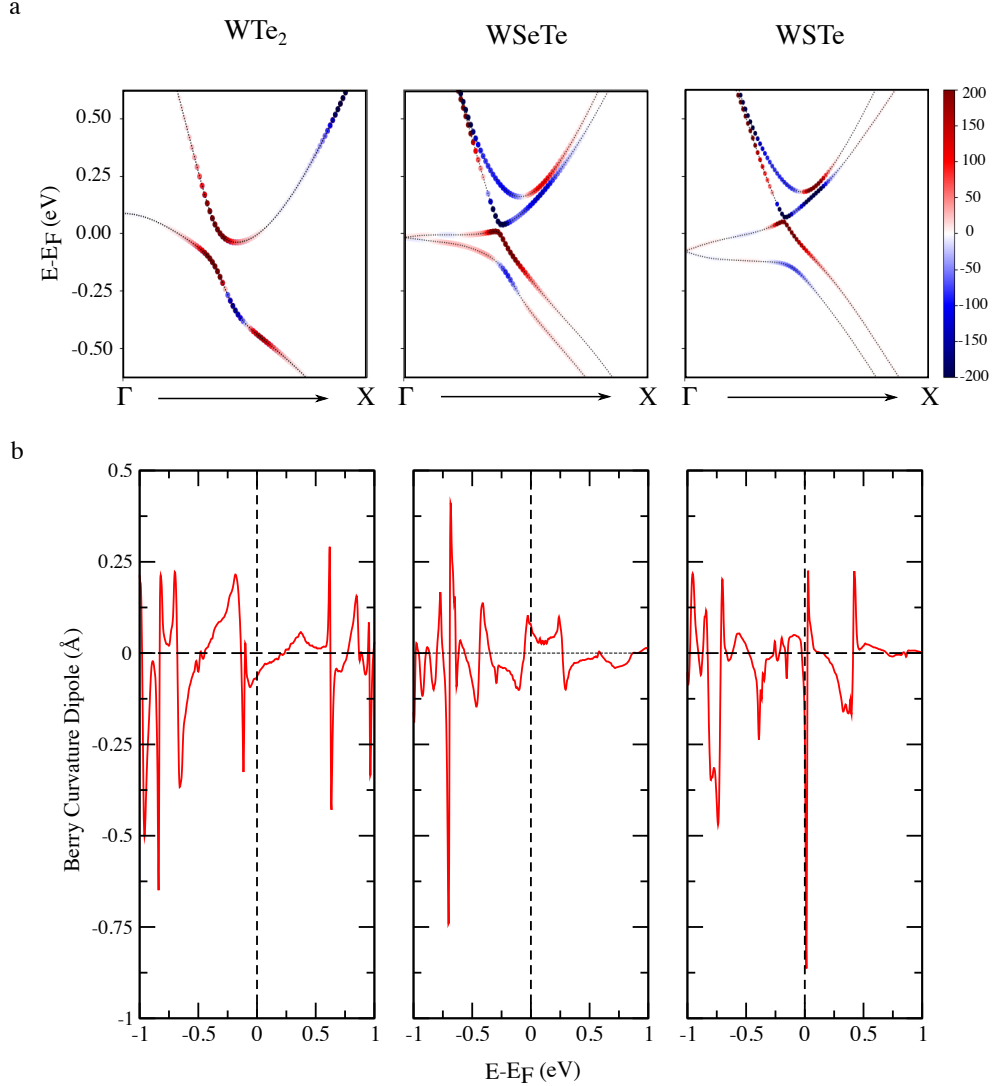 a
WTe2 WSeTe WSTe
0.50
0.25
0.00
-0.25
-0.50
E-EF (eV)
Γ X Γ X Γ X
200
150
100
50
0
-50
-100
-150
-200
b
0.5
0.25
0
-0.25
-0.5
-0.75
-1
Berry Curvature Dipole (Å)
-1 -0.5 0 0.5 1 -1 -0.5 0 0.5 1 -1 -0.5 0 0.5 1
E-EF (eV)